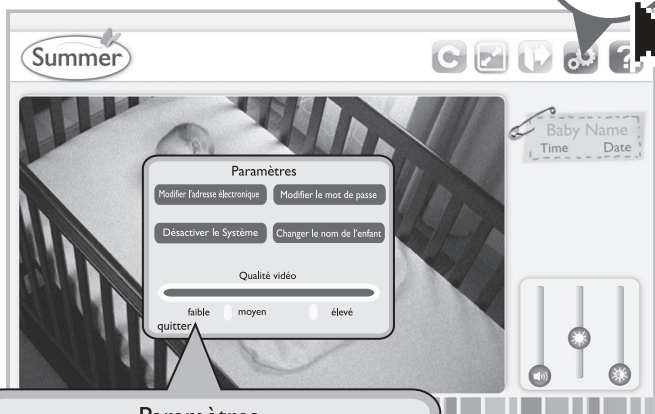 Summer
C
?
Baby Name
Time Date
Paramètres
Modifier l'adresse électronique Modifier le mot de passe
Désactiver le Système Changer le nom de l'enfant
Qualité vidéo
faible moyen élevé
quitter
Paramètres